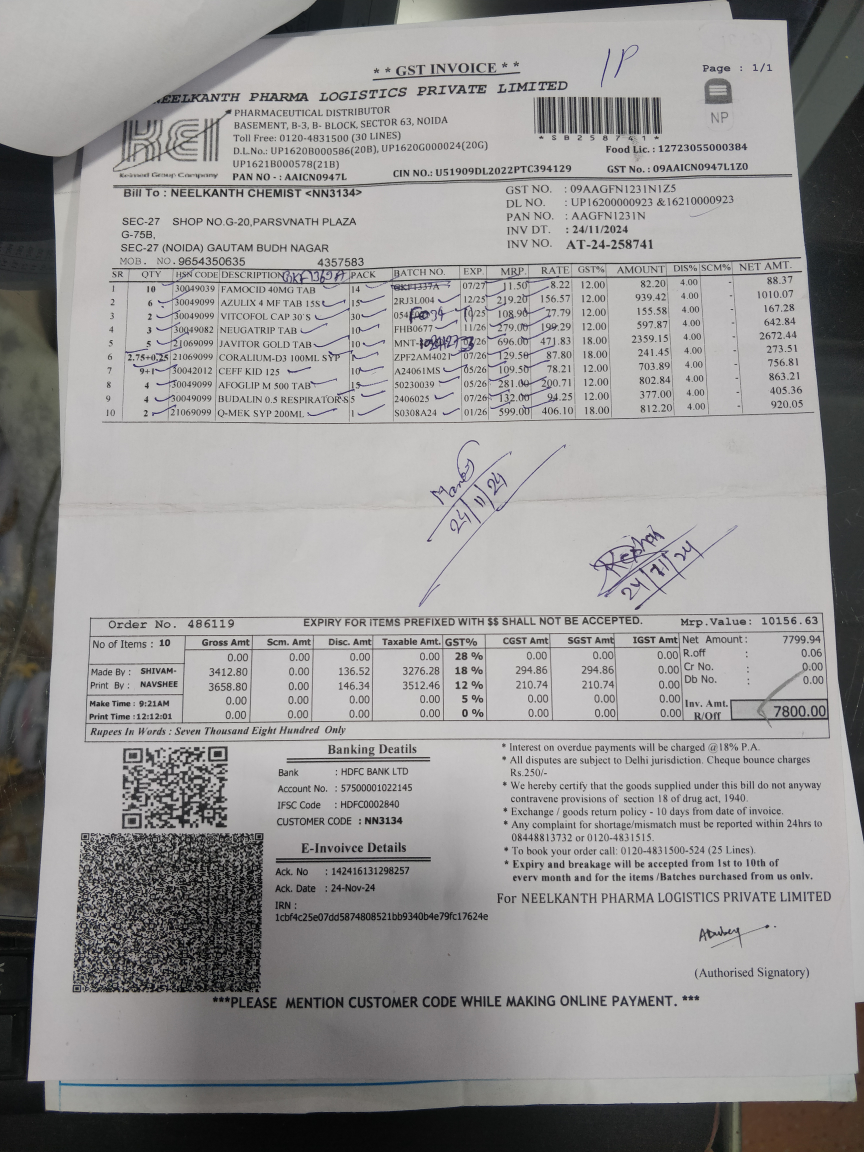 ** GST INVOICE **
1P
Page : 1/1
NEELKANTH PHARMA LOGISTICS PRIVATE LIMITED
NP
KEI
Keimed Group Company
PHARMACEUTICAL DISTRIBUTOR
BASEMENT, B-3, B- BLOCK, SECTOR 63, NOIDA
Toll Free: 0120-4831500 (30 LINES)
D.L.No.: UP1620B000586(20B), UP1620G000024(20G)
UP1621B000578(21B)
PAN NO - : AAICN0947L
CIN NO.: U51909DL2022PTC394129
*SB258741*
Food Lic. : 12723055000384
GST No. : 09AAICN0947L1Z0
Bill To : NEELKANTH CHEMIST <NN3134>
SEC-27 SHOP NO.G-20,PARSVNATH PLAZA
G-75B,
SEC-27 (NOIDA) GAUTAM BUDH NAGAR
MOB. NO.9654350635 4357583
GST NO. : 09AAGFN1231N1Z5
DL NO. : UP16200000923 &16210000923
PAN NO. : AAGFN1231N
INV DT. : 24/11/2024
INV NO. AT-24-258741
SR QTY HSN CODE DESCRIPTION PACK BATCH NO. EXP. MRP. RATE GST% AMOUNT DIS% SCM% NET AMT.
1 10 30049039 FAMOCID 40MG TAB 14 07/27 11.50 8.22 12.00 82.20 4.00 - 88.37
2 6 30049099 AZULIX 4 MF TAB 15S 15 2RJ3L004 12/25 219.20 156.57 12.00 939.42 4.00 - 1010.07
3 2 30049099 VITCOFOL CAP 30'S 30 108.90 77.79 12.00 155.58 4.00 - 167.28
4 3 30049082 NEUGATRIP TAB 10 FHB0677 11/26 279.00 199.29 12.00 597.87 4.00 - 642.84
5 5 21069099 JAVITOR GOLD TAB 10 MNT- 696.00 471.83 18.00 2359.15 4.00 - 2672.44
6 2.75+0.25 21069099 CORALIUM-D3 100ML SYP 1 ZPF2AM4021 07/26 129.50 87.80 12.00 241.45 4.00 - 273.51
7 9+1 30042012 CEFF KID 125 10 A24061MS 05/26 109.50 78.21 12.00 703.89 4.00 - 756.81
8 4 30049099 AFOGLIP M 500 TAB 15 50230039 05/26 281.00 200.71 12.00 802.84 4.00 - 863.21
9 4 30049099 BUDALIN 0.5 RESPIRATOR S 5 2406025 07/26 132.00 94.25 12.00 377.00 4.00 - 405.36
10 2 21069099 Q-MEK SYP 200ML 1 S0308A24 01/26 599.00 406.10 18.00 812.20 4.00 - 920.05
24/11/24
24/11/24
Order No. 486119 EXPIRY FOR ITEMS PREFIXED WITH $$ SHALL NOT BE ACCEPTED. Mrp.Value: 10156.63
No of Items : 10 Gross Amt Scm. Amt Disc. Amt Taxable Amt. GST% CGST Amt SGST Amt IGST Amt Net Amount : 7799.94
0.00 0.00 0.00 0.00 28 % 0.00 0.00 0.00 R.off : 0.06
Made By : SHIVAM- 3412.80 0.00 136.52 3276.28 18 % 294.86 294.86 0.00 Cr No. : 0.00
Print By : NAVSHEE 3658.80 0.00 146.34 3512.46 12 % 210.74 210.74 0.00 Db No. : 0.00
Make Time : 9:21AM 0.00 0.00 0.00 0.00 5 % 0.00 0.00 0.00 Inv. Amt.
Print Time :12:12:01 0.00 0.00 0.00 0.00 0 % 0.00 0.00 0.00 R/Off 7800.00
Rupees In Words : Seven Thousand Eight Hundred Only
Banking Deatils
Bank : HDFC BANK LTD
Account No. : 57500001022145
IFSC Code : HDFC0002840
CUSTOMER CODE : NN3134
E-Invoivce Details
Ack. No : 142416131298257
Ack. Date : 24-Nov-24
IRN :
1cbf4c25e07dd5874808521bb9340b4e79fc17624e
* Interest on overdue payments will be charged @18% P.A.
* All disputes are subject to Delhi jurisdiction. Cheque bounce charges
Rs.250/-
* We hereby certify that the goods supplied under this bill do not anyway
contravene provisions of section 18 of drug act, 1940.
* Exchange / goods return policy - 10 days from date of invoice.
* Any complaint for shortage/mismatch must be reported within 24hrs to
08448813732 or 0120-4831515.
* To book your order call: 0120-4831500-524 (25 Lines).
* Expiry and breakage will be accepted from 1st to 10th of
every month and for the items /Batches purchased from us only.
For NEELKANTH PHARMA LOGISTICS PRIVATE LIMITED
(Authorised Signatory)
***PLEASE MENTION CUSTOMER CODE WHILE MAKING ONLINE PAYMENT. ***